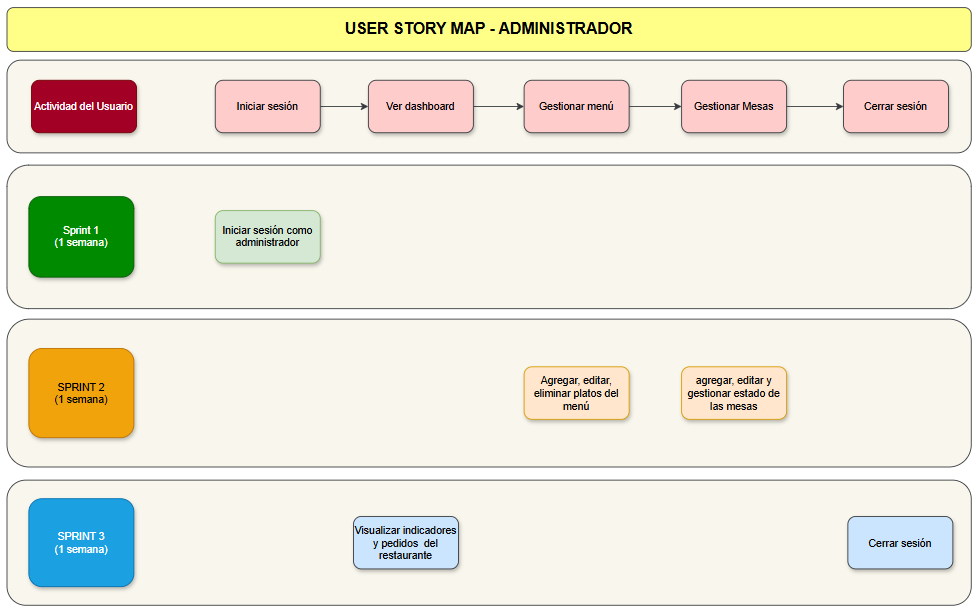 USER STORY MAP - ADMINISTRADOR
Actividad del Usuario
Iniciar sesión
Ver dashboard
Gestionar menú
Gestionar Mesas
Cerrar sesión
Sprint 1
(1 semana)
Iniciar sesión como
administrador
SPRINT 2
(1 semana)
Agregar, editar,
eliminar platos del
menú
agregar, editar y
gestionar estado de
las mesas
SPRINT 3
(1 semana)
Visualizar indicadores
y pedidos del
restaurante
Cerrar sesión